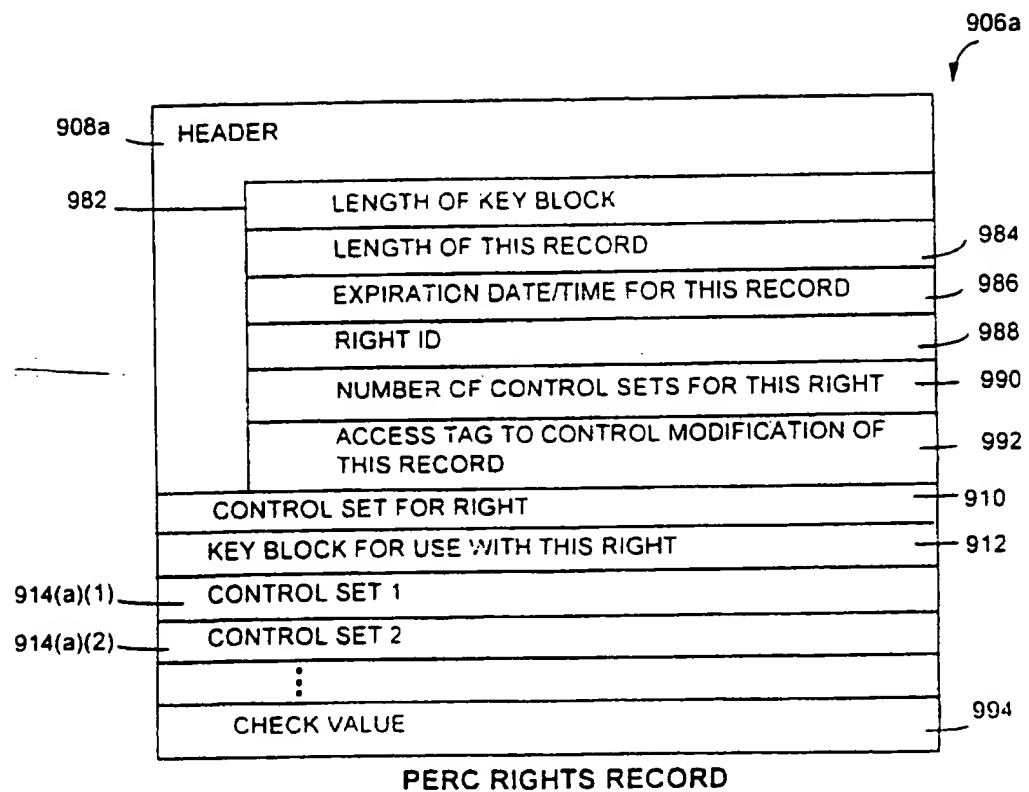 906a
908a
HEADER
982
LENGTH OF KEY BLOCK
LENGTH OF THIS RECORD
984
EXPIRATION DATE/TIME FOR THIS RECORD
986
RIGHT ID
988
NUMBER OF CONTROL SETS FOR THIS RIGHT
990
ACCESS TAG TO CONTROL MODIFICATION OF
THIS RECORD
992
CONTROL SET FOR RIGHT
910
KEY BLOCK FOR USE WITH THIS RIGHT
912
914(a)(1)
CONTROL SET 1
914(a)(2)
CONTROL SET 2
CHECK VALUE
994
PERC RIGHTS RECORD